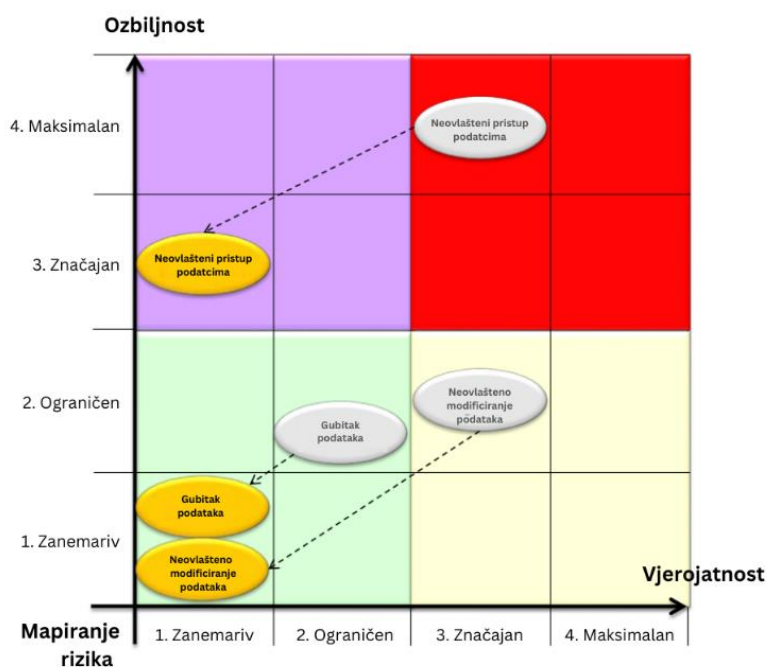 Ozbiljnost
4. Maksimalan
Neovlašteni pristup
podatcima
3. Značajan
Neovlašteni pristup
podatcima
2. Ograničen
Neovlašteno
modificiranje
podataka
Gubitak
podataka
1. Zanemariv
Gubitak
podataka
Neovlašteno
modificiranje
podataka
Vjerojatnost
Mapiranje
rizika
1. Zanemariv
2. Ograničen
3. Značajan
4. Maksimalan